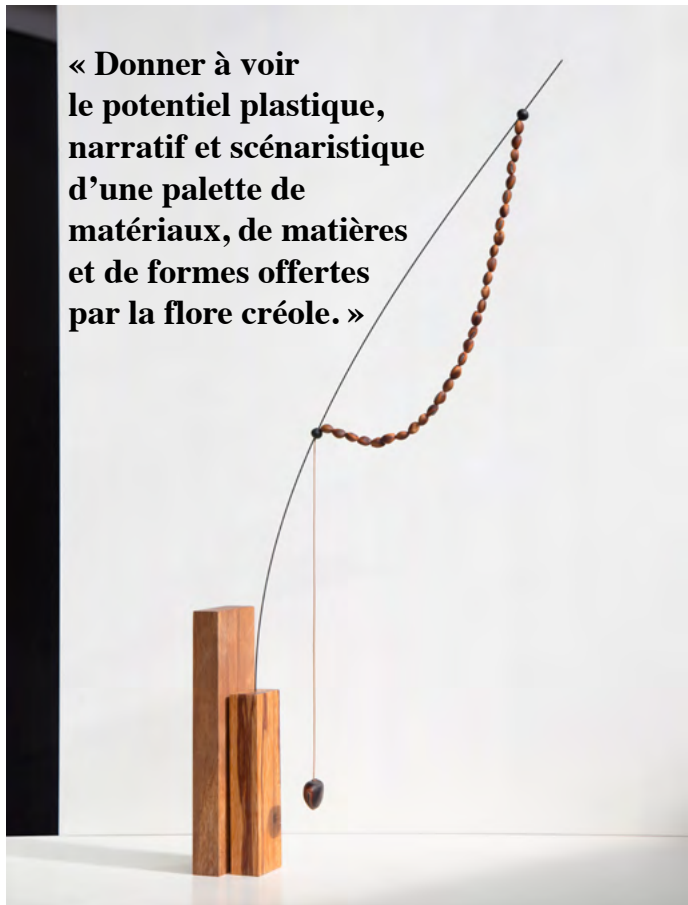 « Donner à voir
le potentiel plastique,
narratif et scénaristique
d’une palette de
matériaux, de matières
et de formes offertes
par la flore créole. »